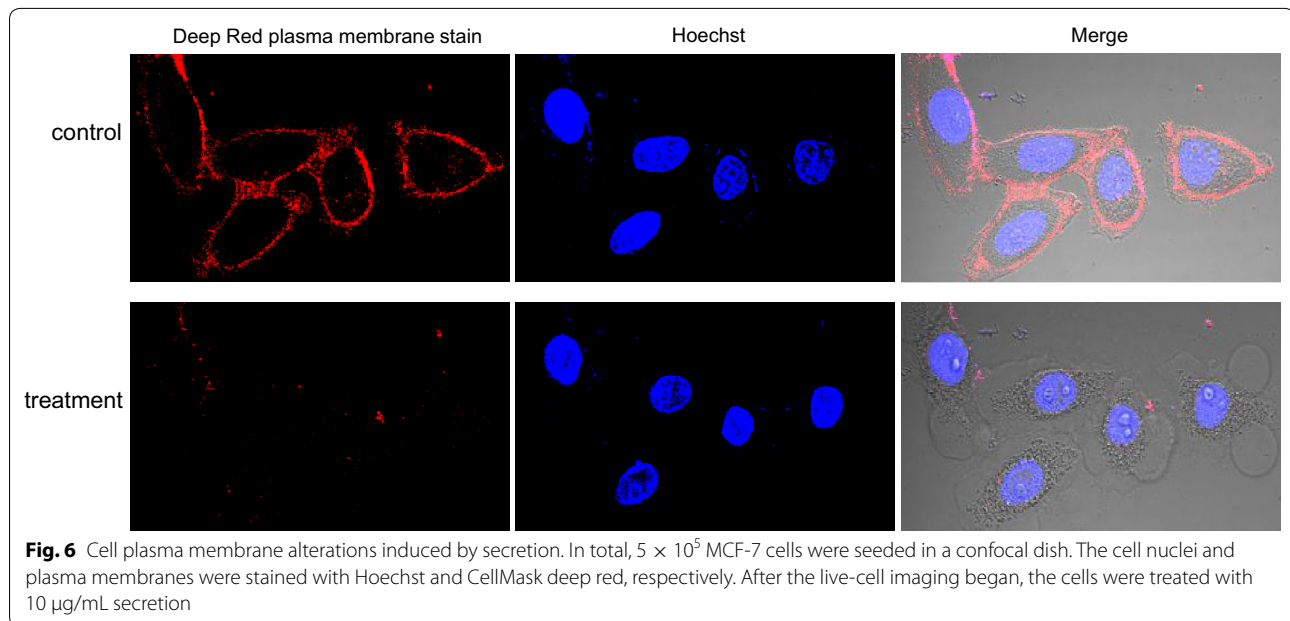 Deep Red plasma membrane stain Hoechst Merge
control
treatment
Fig. 6 Cell plasma membrane alterations induced by secretion. In total, 5 × 10⁵ MCF-7 cells were seeded in a confocal dish. The cell nuclei and
plasma membranes were stained with Hoechst and CellMask deep red, respectively. After the live-cell imaging began, the cells were treated with
10 µg/mL secretion